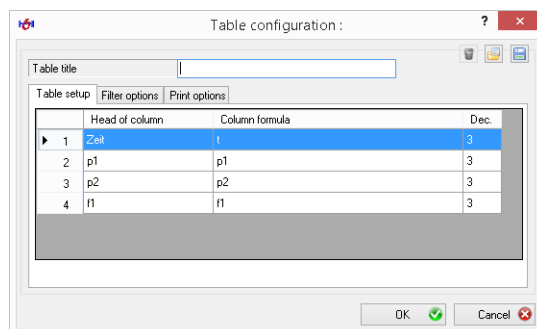 Table configuration : ?
Table title
Table setup Filter options Print options
Head of column Column formula Dec.
1 Zeit t 3
2 p1 p1 3
3 p2 p2 3
4 f1 f1 3
OK Cancel